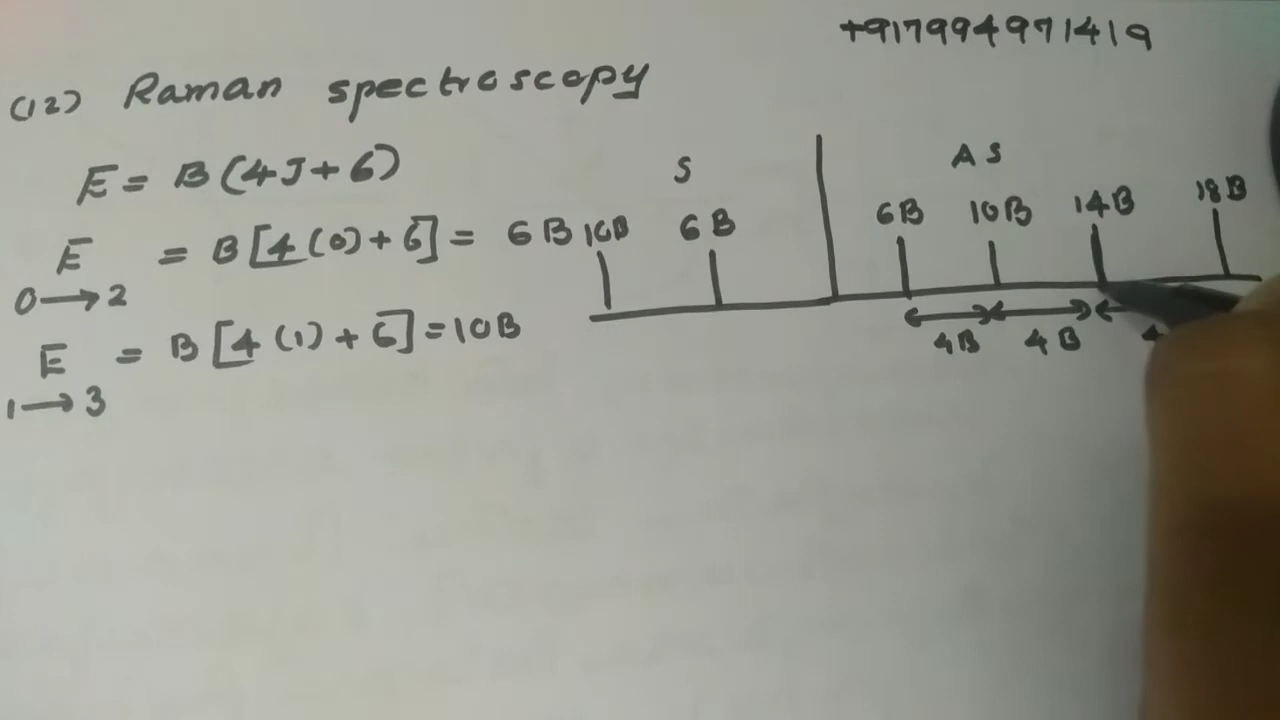 +917994971419
(12) Raman spectroscopy
E = B(4J+6)
E 0→2 = B[4(0)+6] = 6B
E 1→3 = B[4(1)+6] = 10B
S AS
10B 6B 6B 10B 14B 18B
4B 4B 4